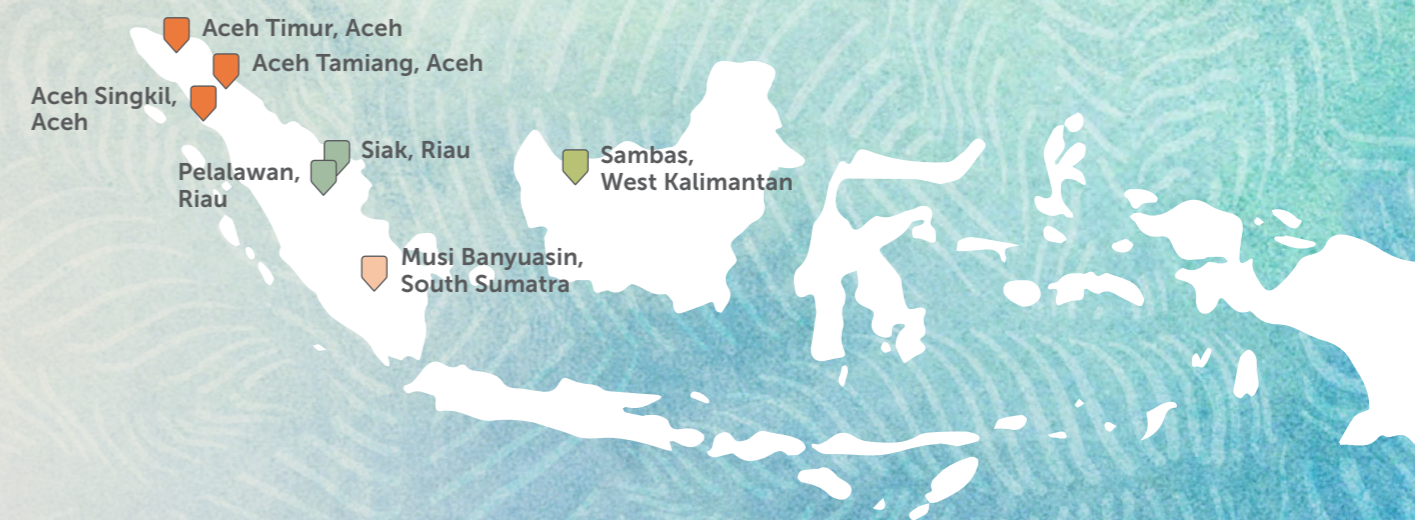 Aceh Timur, Aceh
Aceh Tamiang, Aceh
Aceh Singkil,
Aceh
Siak, Riau
Pelalawan,
Riau
Sambas,
West Kalimantan
Musi Banyuasin,
South Sumatra